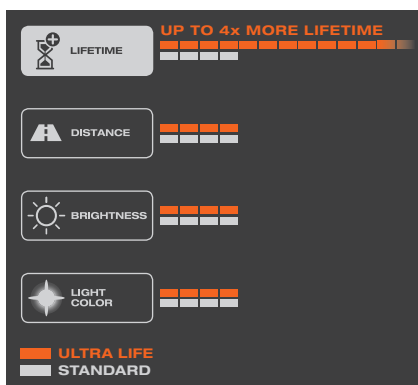 UP TO 4x MORE LIFETIME
LIFETIME
DISTANCE
BRIGHTNESS
LIGHT
COLOR
ULTRA LIFE
STANDARD